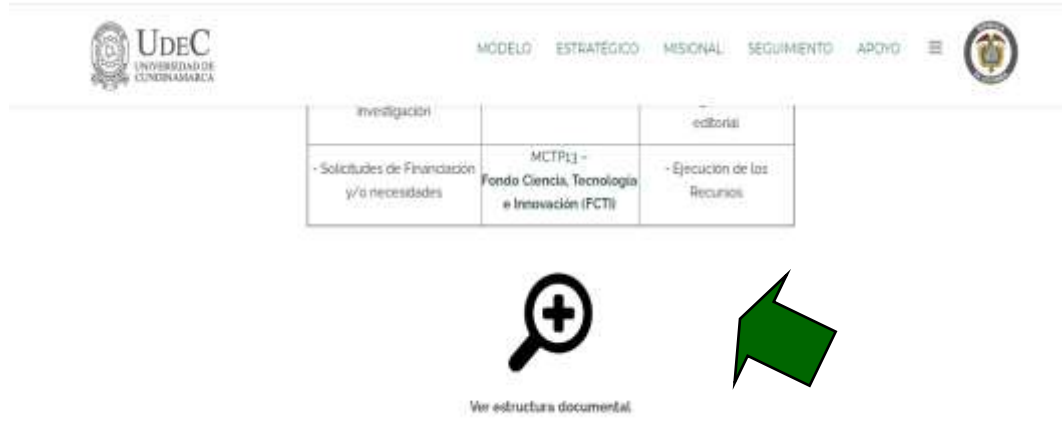 UDEC
UNIVERSIDAD DE
CUNDINAMARCA
MODELO ESTRATÉGICO MISIONAL SEGUIMIENTO APOYO
investigación
editorial
- Solicitudes de Financiación
y/o necesidades
MCTP13 –
Fondo Ciencia, Tecnología
e Innovación (FCTI)
- Ejecución de los
Recursos.
Ver estructura documental